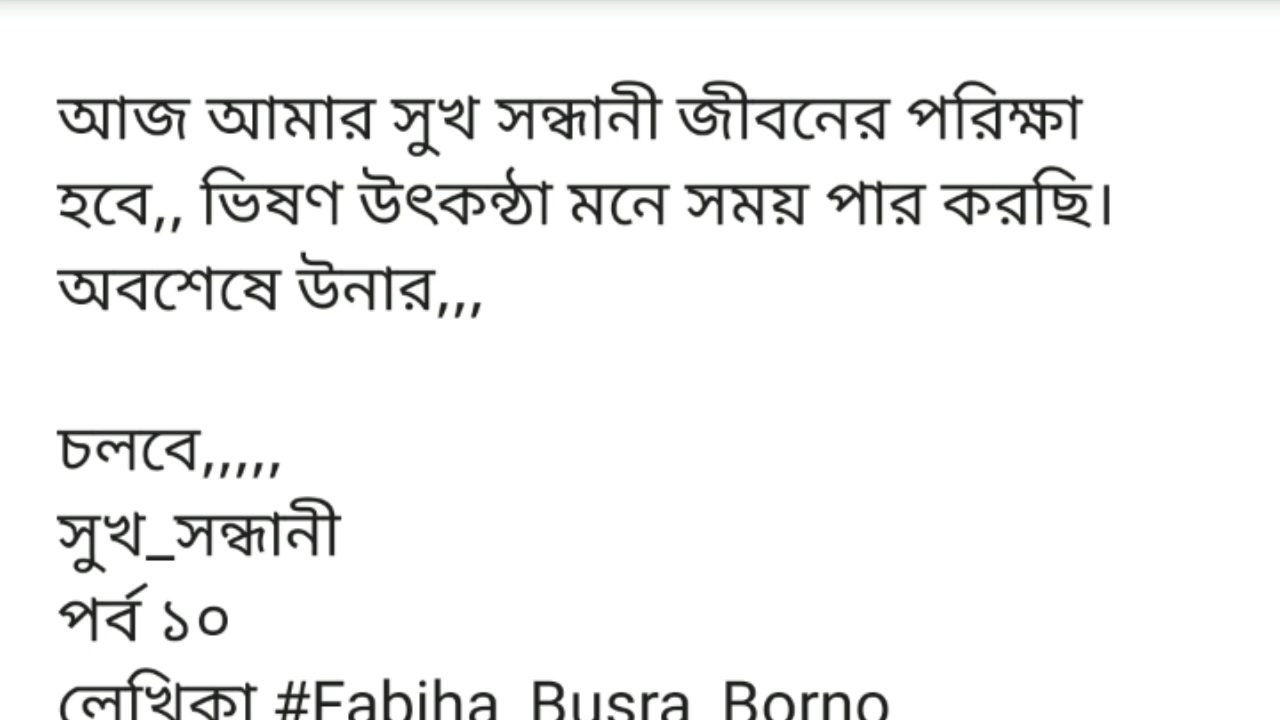 আজ আমার সুখ সন্ধানী জীবনের পরিক্ষা
হবে,, ভিষণ উৎকন্ঠা মনে সময় পার করছি।
অবশেষে উনার,,,
চলবে,,,,,
সুখ_সন্ধানী
পর্ব ১০
লেখিকা #Fabiha_Busra_Borno